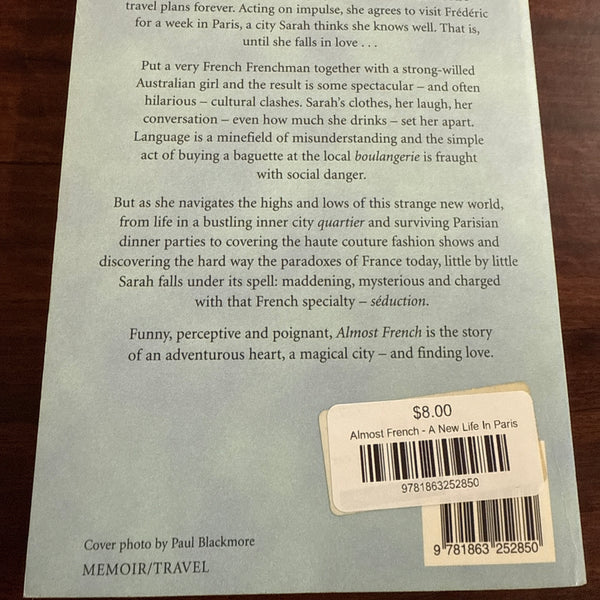 travel plans forever. Acting on impulse, she agrees to visit Frédéric
for a week in Paris, a city Sarah thinks she knows well. That is,
until she falls in love . . .
Put a very French Frenchman together with a strong-willed
Australian girl and the result is some spectacular – and often
hilarious – cultural clashes. Sarah's clothes, her laugh, her
conversation – even how much she drinks – set her apart.
Language is a minefield of misunderstanding and the simple
act of buying a baguette at the local boulangerie is fraught
with social danger.
But as she navigates the highs and lows of this strange new world,
from life in a bustling inner city quartier and surviving Parisian
dinner parties to covering the haute couture fashion shows and
discovering the hard way the paradoxes of France today, little by little
Sarah falls under its spell: maddening, mysterious and charged
with that French specialty – séduction.
Funny, perceptive and poignant, Almost French is the story
of an adventurous heart, a magical city – and finding love.
$8.00
Almost French - A New Life In Paris
9781863252850
9 781863 252850
Cover photo by Paul Blackmore
MEMOIR/TRAVEL